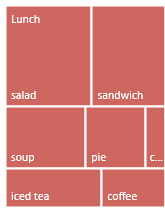 Lunch
salad
sandwich
soup
pie
c...
iced tea
coffee